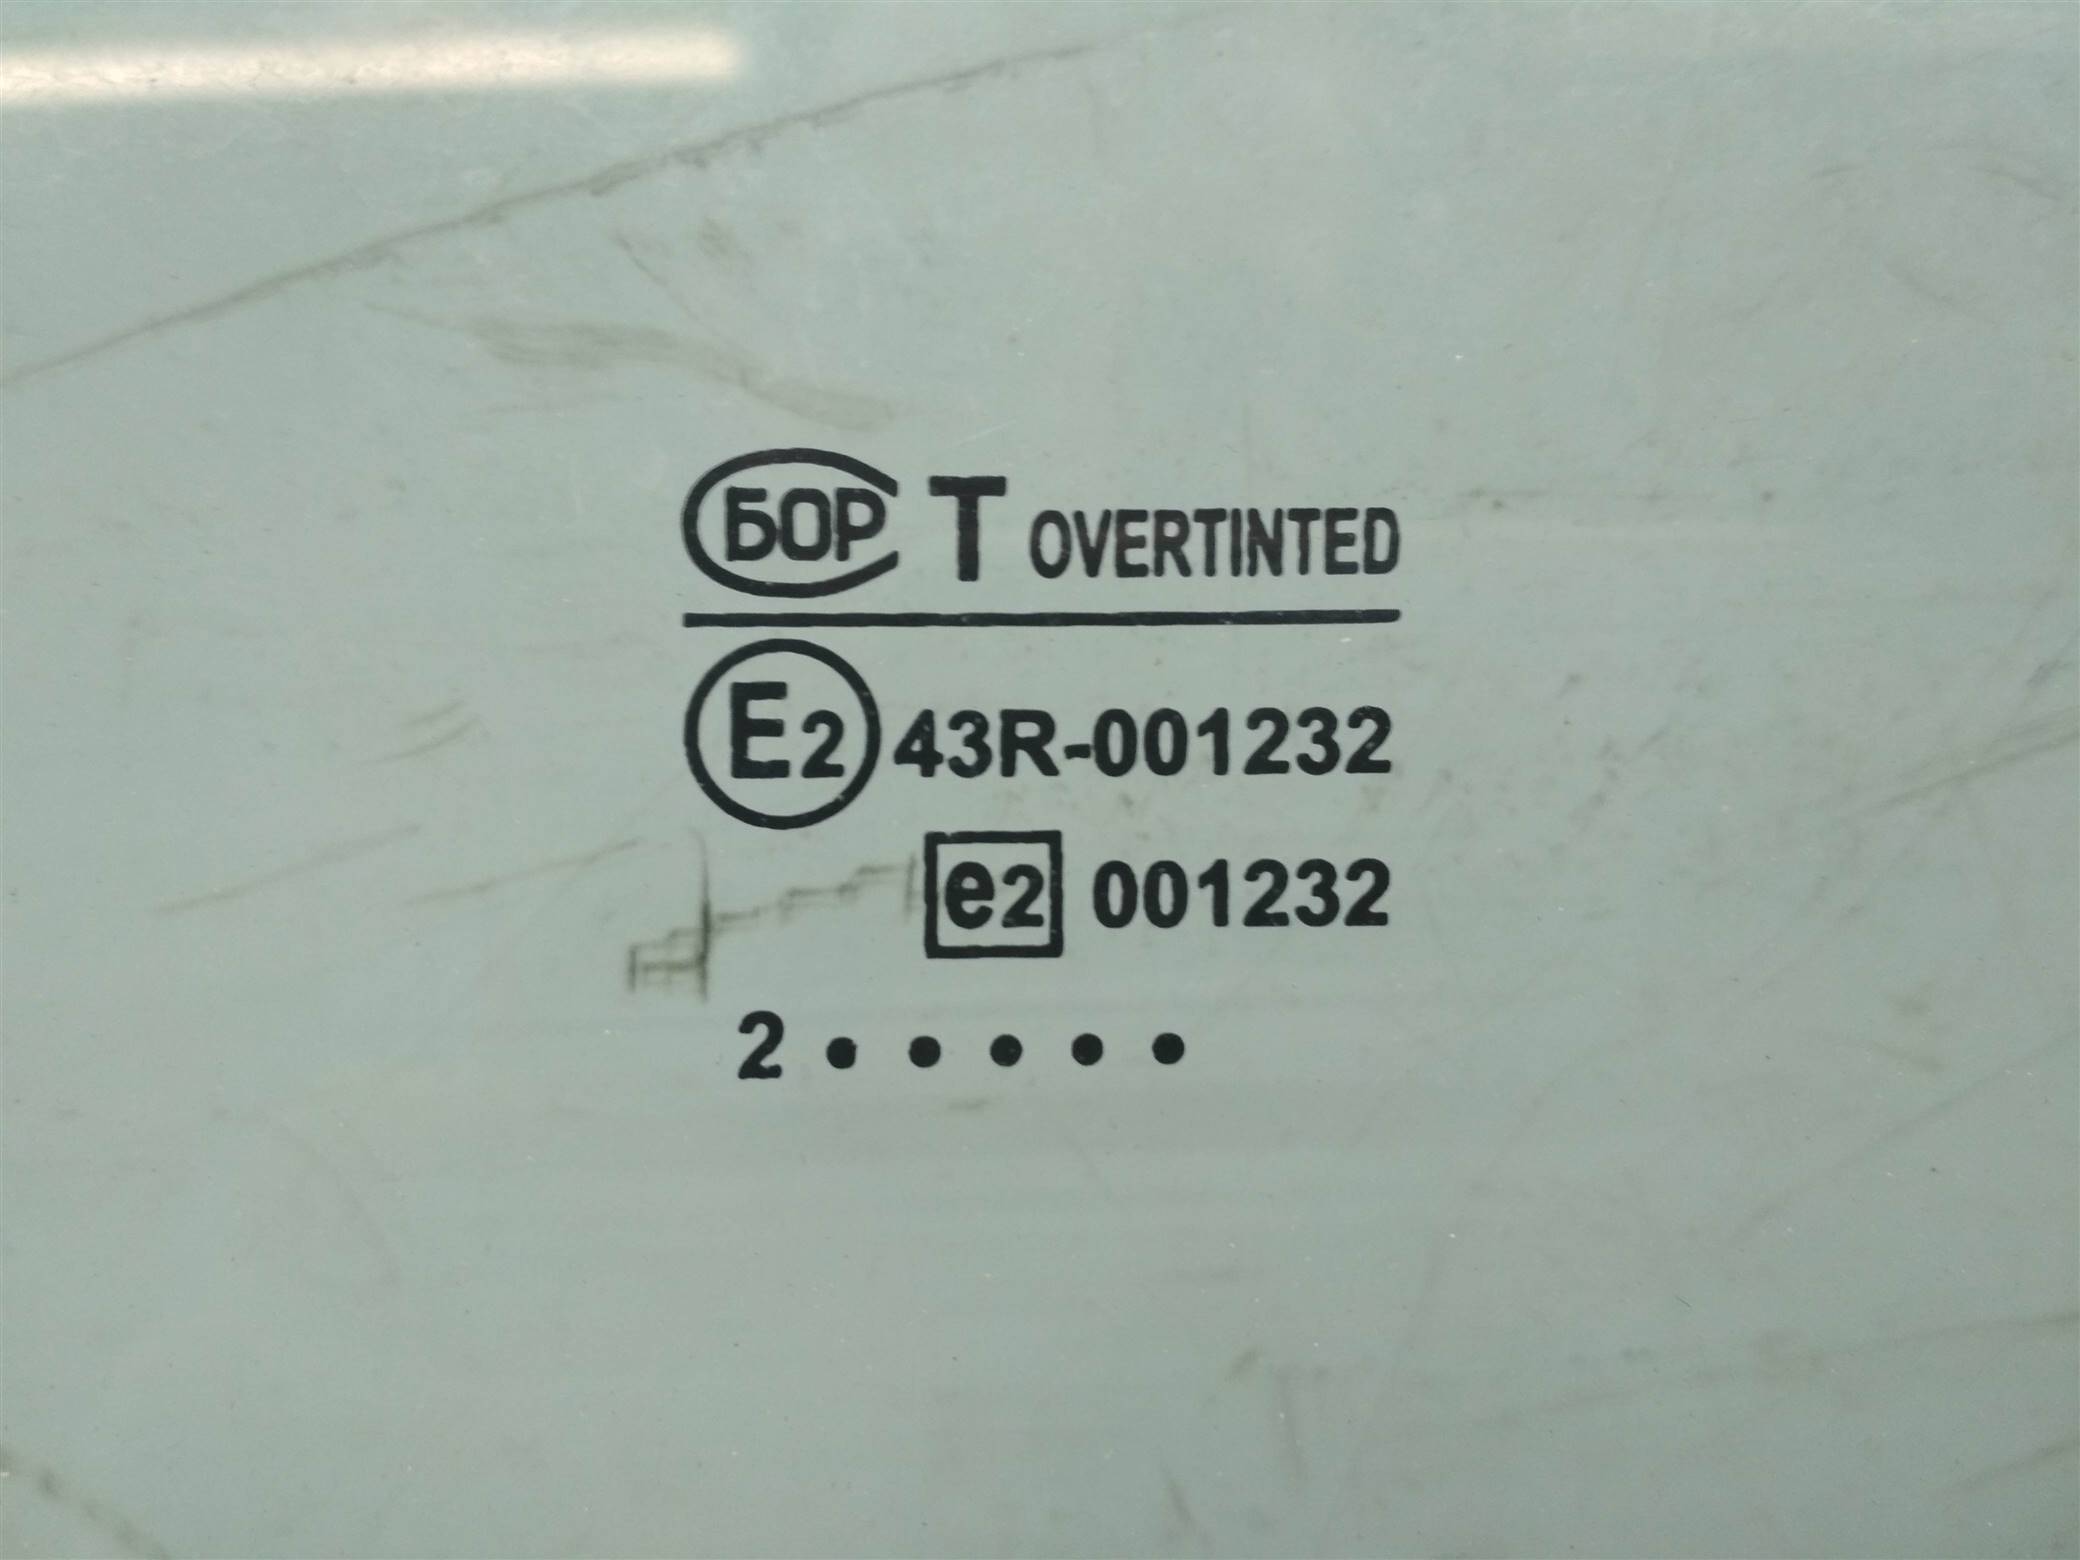 БОР T OVERTINTED
E2 43R-001232
e2 001232
2 • • • • •